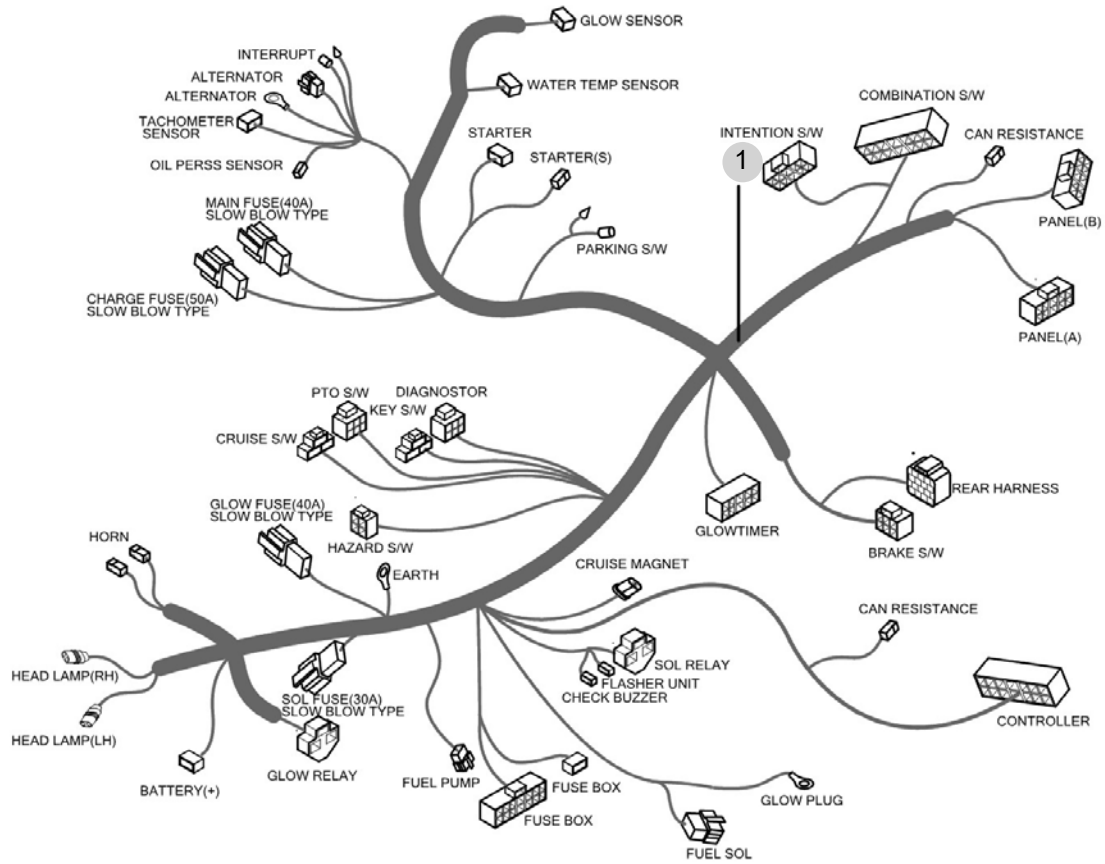 GLOW SENSOR
INTERRUPT
ALTERNATOR
ALTERNATOR
TACHOMETER
SENSOR
OIL PERSS SENSOR
WATER TEMP SENSOR
STARTER
STARTER(S)
MAIN FUSE(40A)
SLOW BLOW TYPE
CHARGE FUSE(50A)
SLOW BLOW TYPE
PARKING S/W
COMBINATION S/W
INTENTION S/W
CAN RESISTANCE
1
PANEL(B)
PANEL(A)
PTO S/W
DIAGNOSTOR
KEY S/W
CRUISE S/W
GLOW FUSE(40A)
SLOW BLOW TYPE
HAZARD S/W
HORN
EARTH
GLOWTIMER
REAR HARNESS
BRAKE S/W
CRUISE MAGNET
CAN RESISTANCE
HEAD LAMP(RH)
HEAD LAMP(LH)
SOL FUSE(30A)
SLOW BLOW TYPE
SOL RELAY
FLASHER UNIT
CHECK BUZZER
CONTROLLER
BATTERY(+)
GLOW RELAY
FUEL PUMP
FUSE BOX
FUSE BOX
GLOW PLUG
FUEL SOL